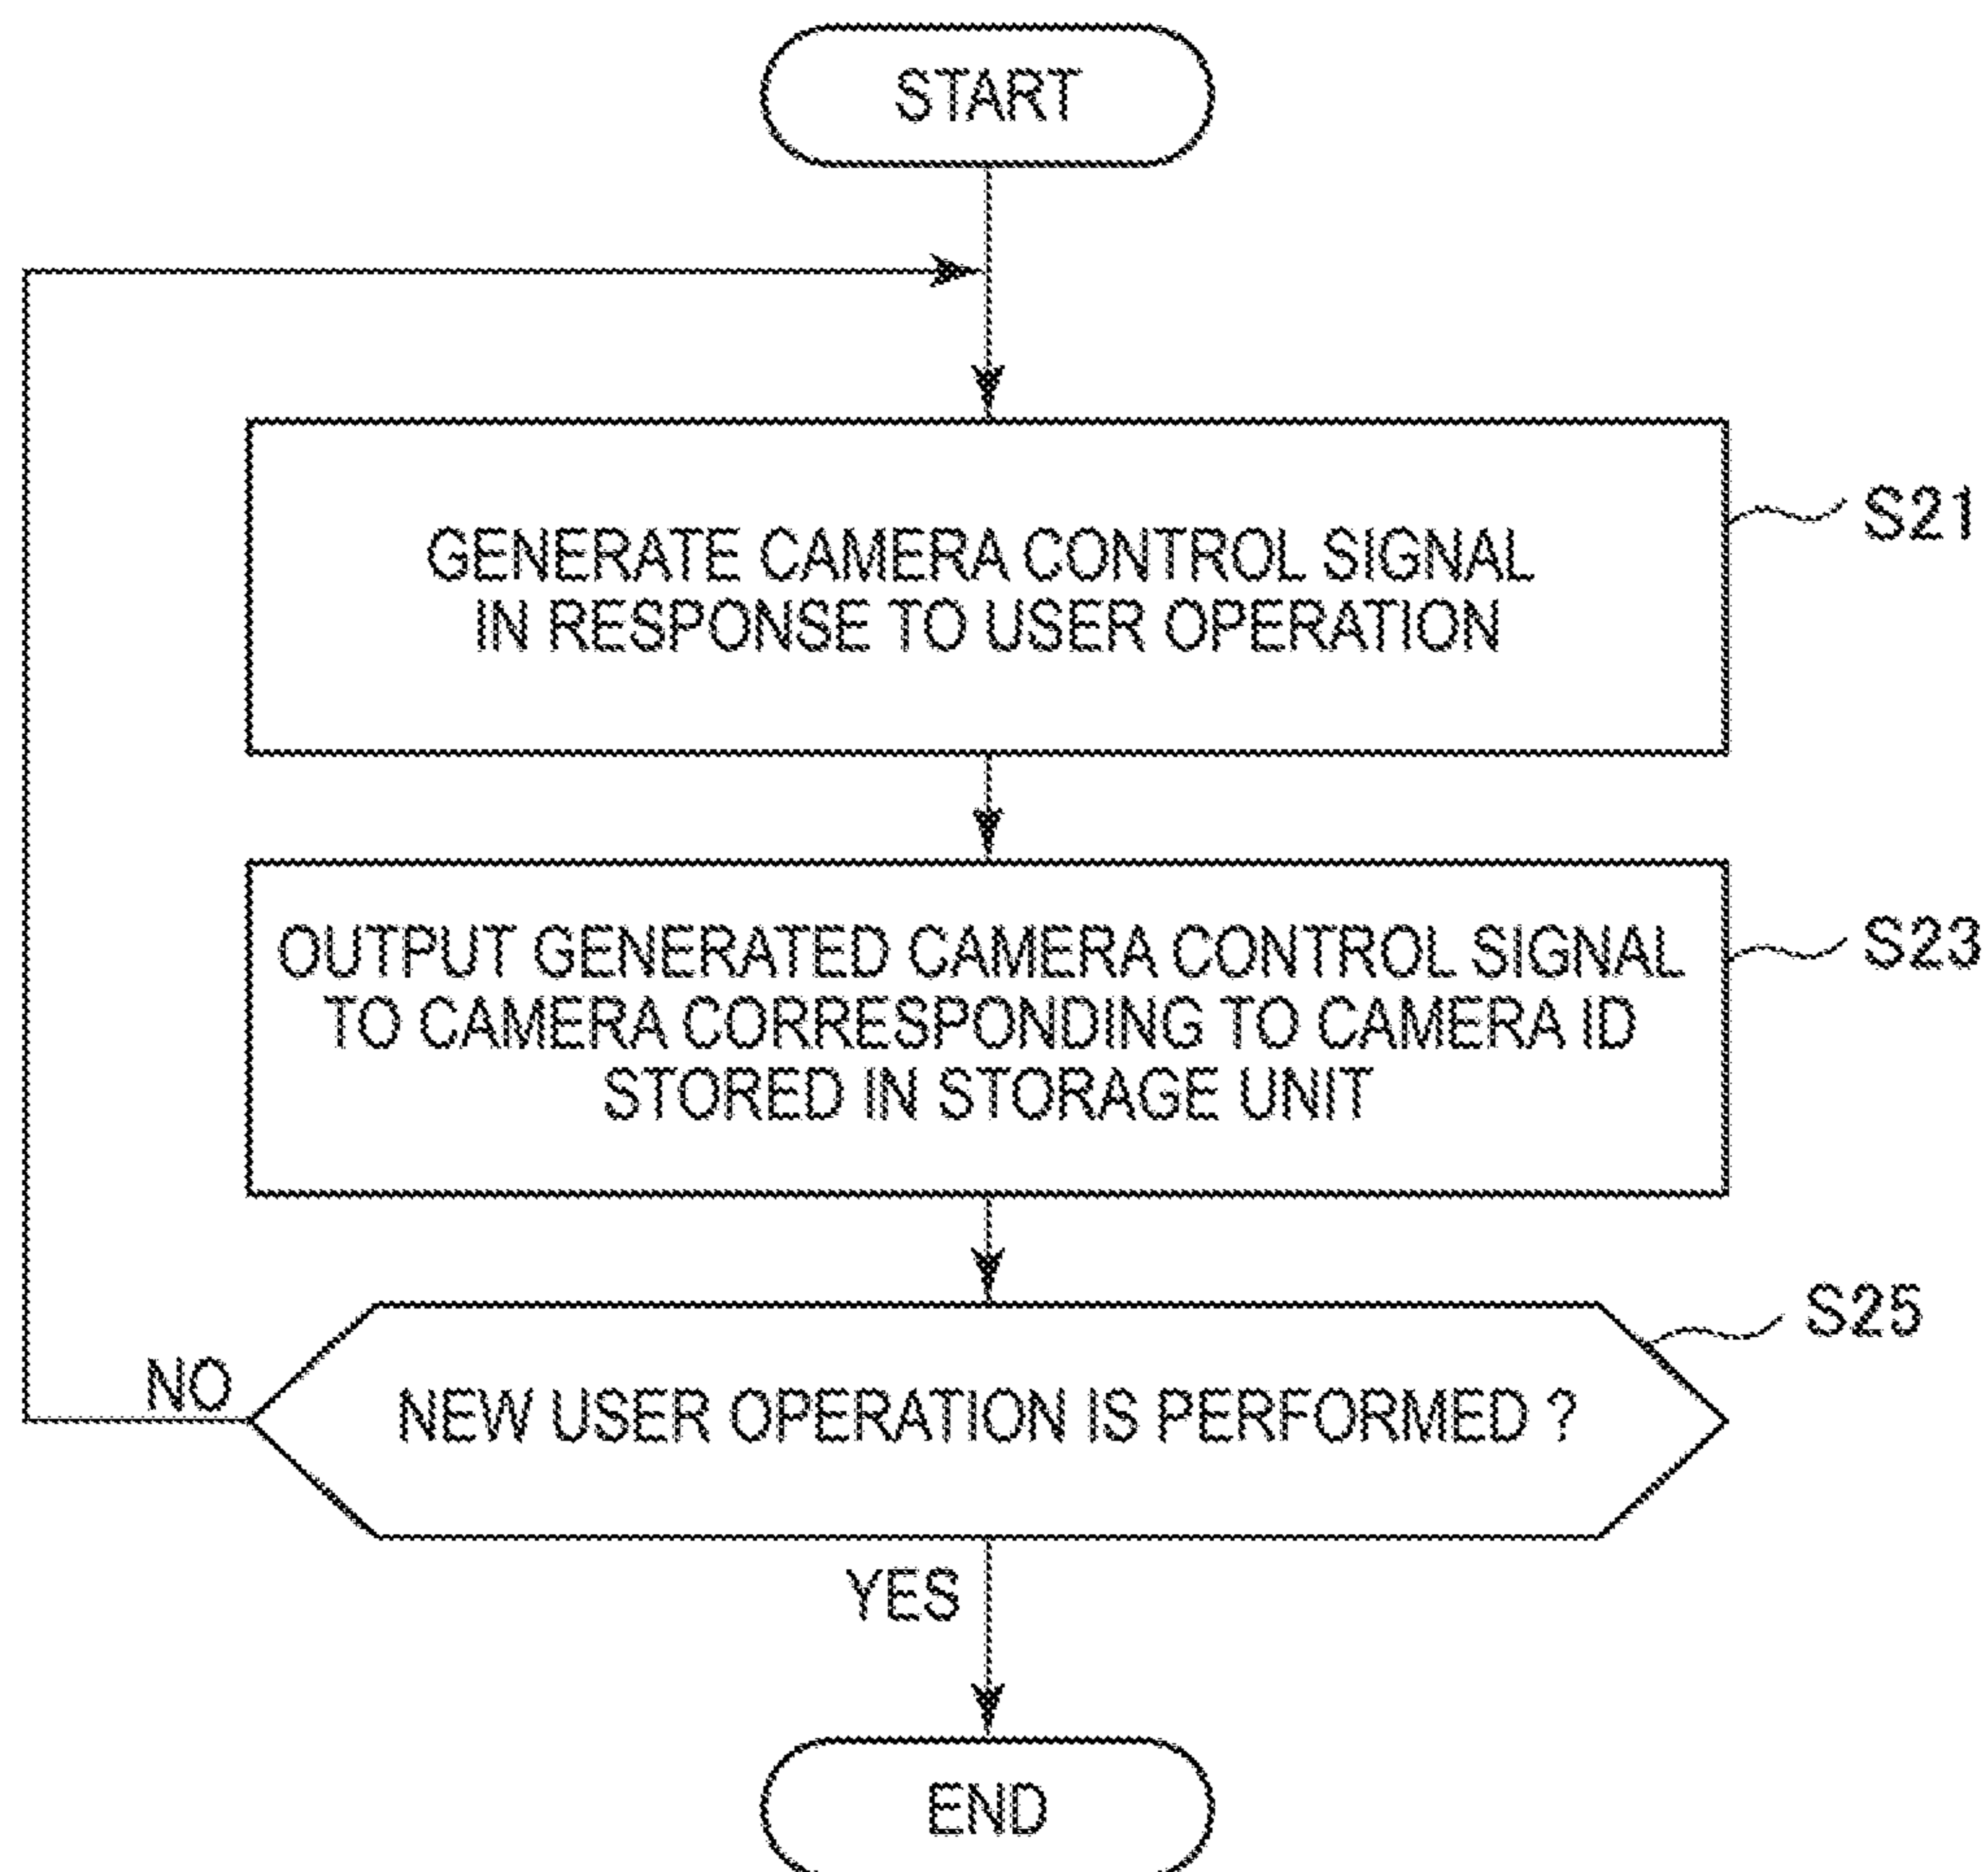 START
GENERATE CAMERA CONTROL SIGNAL
IN RESPONSE TO USER OPERATION
S21
OUTPUT GENERATED CAMERA CONTROL SIGNAL
TO CAMERA CORRESPONDING TO CAMERA ID
STORED IN STORAGE UNIT
S23
S25
NO
NEW USER OPERATION IS PERFORMED ?
YES
END